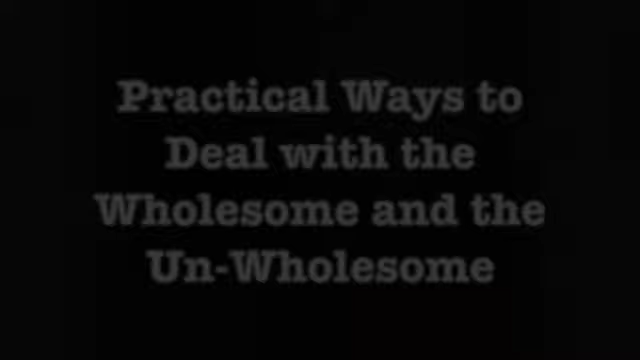 Practical Ways to
Deal with the
Wholesome and the
Un-Wholesome